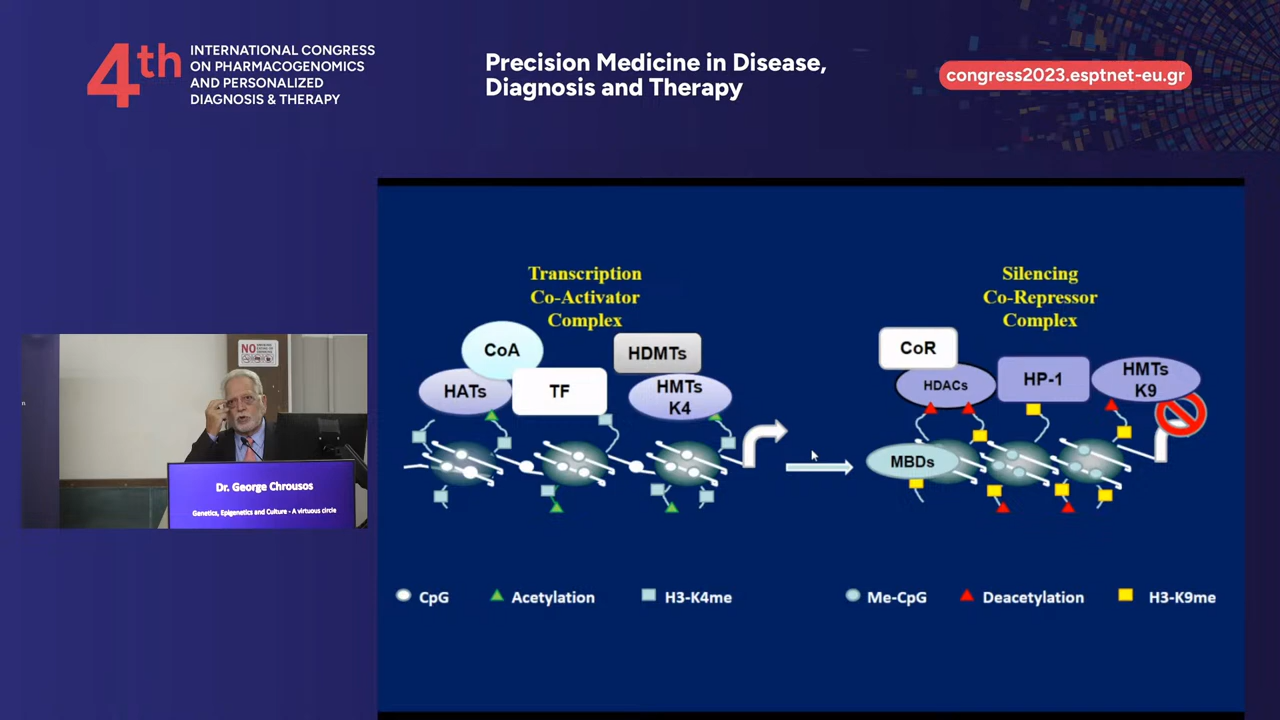 4th
INTERNATIONAL CONGRESS
ON PHARMACOGENOMICS
AND PERSONALIZED
DIAGNOSIS & THERAPY
Precision Medicine in Disease,
Diagnosis and Therapy
congress2023.esptnet-eu.gr
NO
Dr. George Chrousos
Genetics, Epigenetics and Culture - A virtuous circle
Transcription
Co-Activator
Complex
CoA
HDMTs
HATs
TF
HMTs
K4
Silencing
Co-Repressor
Complex
CoR
HDACs
HP-1
HMTs
K9
MBDs
CpG
Acetylation
H3-K4me
Me-CpG
Deacetylation
H3-K9me